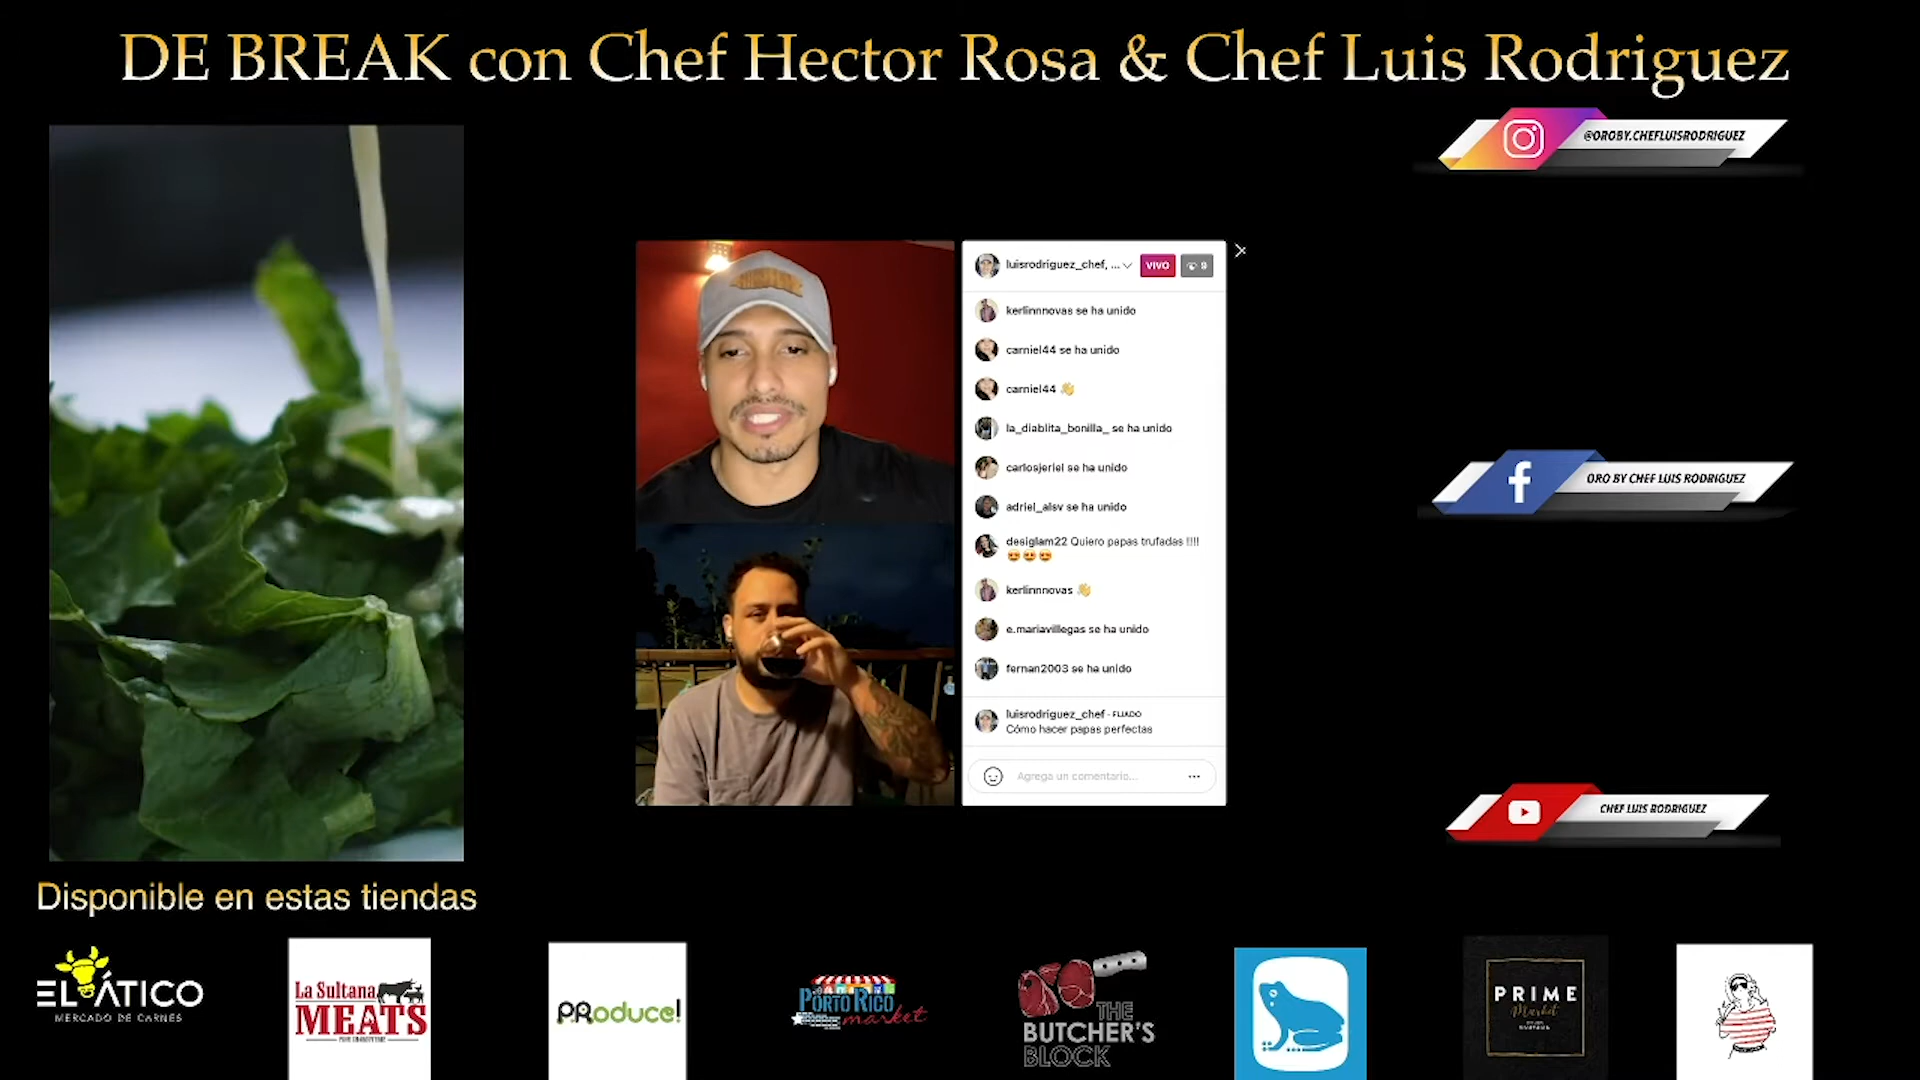 DE BREAK con Chef Hector Rosa & Chef Luis Rodriguez
@OROBY.CHEFLUISRODRIGUEZ
luisrodriguez_chef, ...
VIVO
9
kerlinnnovas se ha unido
carniel44 se ha unido
carniel44 👋
la_diablita_bonilla_ se ha unido
carlosjeriel se ha unido
adriel_alsv se ha unido
desiglam22 Quiero papas trufadas !!!!
😍😍😍
kerlinnnovas 👋
e.mariavillegas se ha unido
fernan2003 se ha unido
luisrodriguez_chef · FIJADO
Cómo hacer papas perfectas
Agrega un comentario...
ORO BY CHEF LUIS RODRIGUEZ
CHEF LUIS RODRIGUEZ
Disponible en estas tiendas
EL ÁTICO
MERCADO DE CARNES
La Sultana
MEATS
PRoduce!
PORTO RICO
market
THE
BUTCHER'S
BLOCK
PRIME
Market